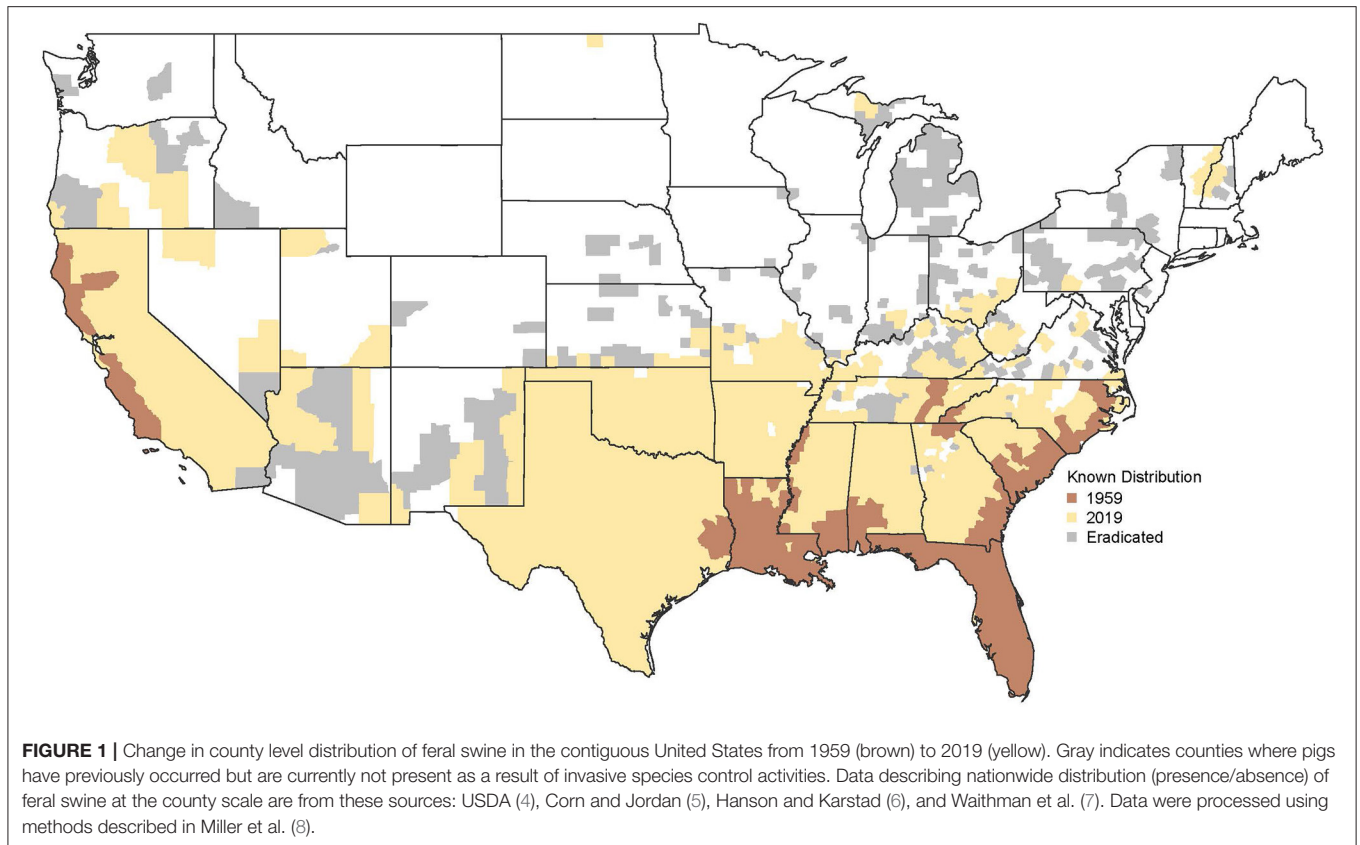 Known Distribution
1959
2019
Eradicated
FIGURE 1 | Change in county level distribution of feral swine in the contiguous United States from 1959 (brown) to 2019 (yellow). Gray indicates counties where pigs
have previously occurred but are currently not present as a result of invasive species control activities. Data describing nationwide distribution (presence/absence) of
feral swine at the county scale are from these sources: USDA (4), Corn and Jordan (5), Hanson and Karstad (6), and Waithman et al. (7). Data were processed using
methods described in Miller et al. (8).